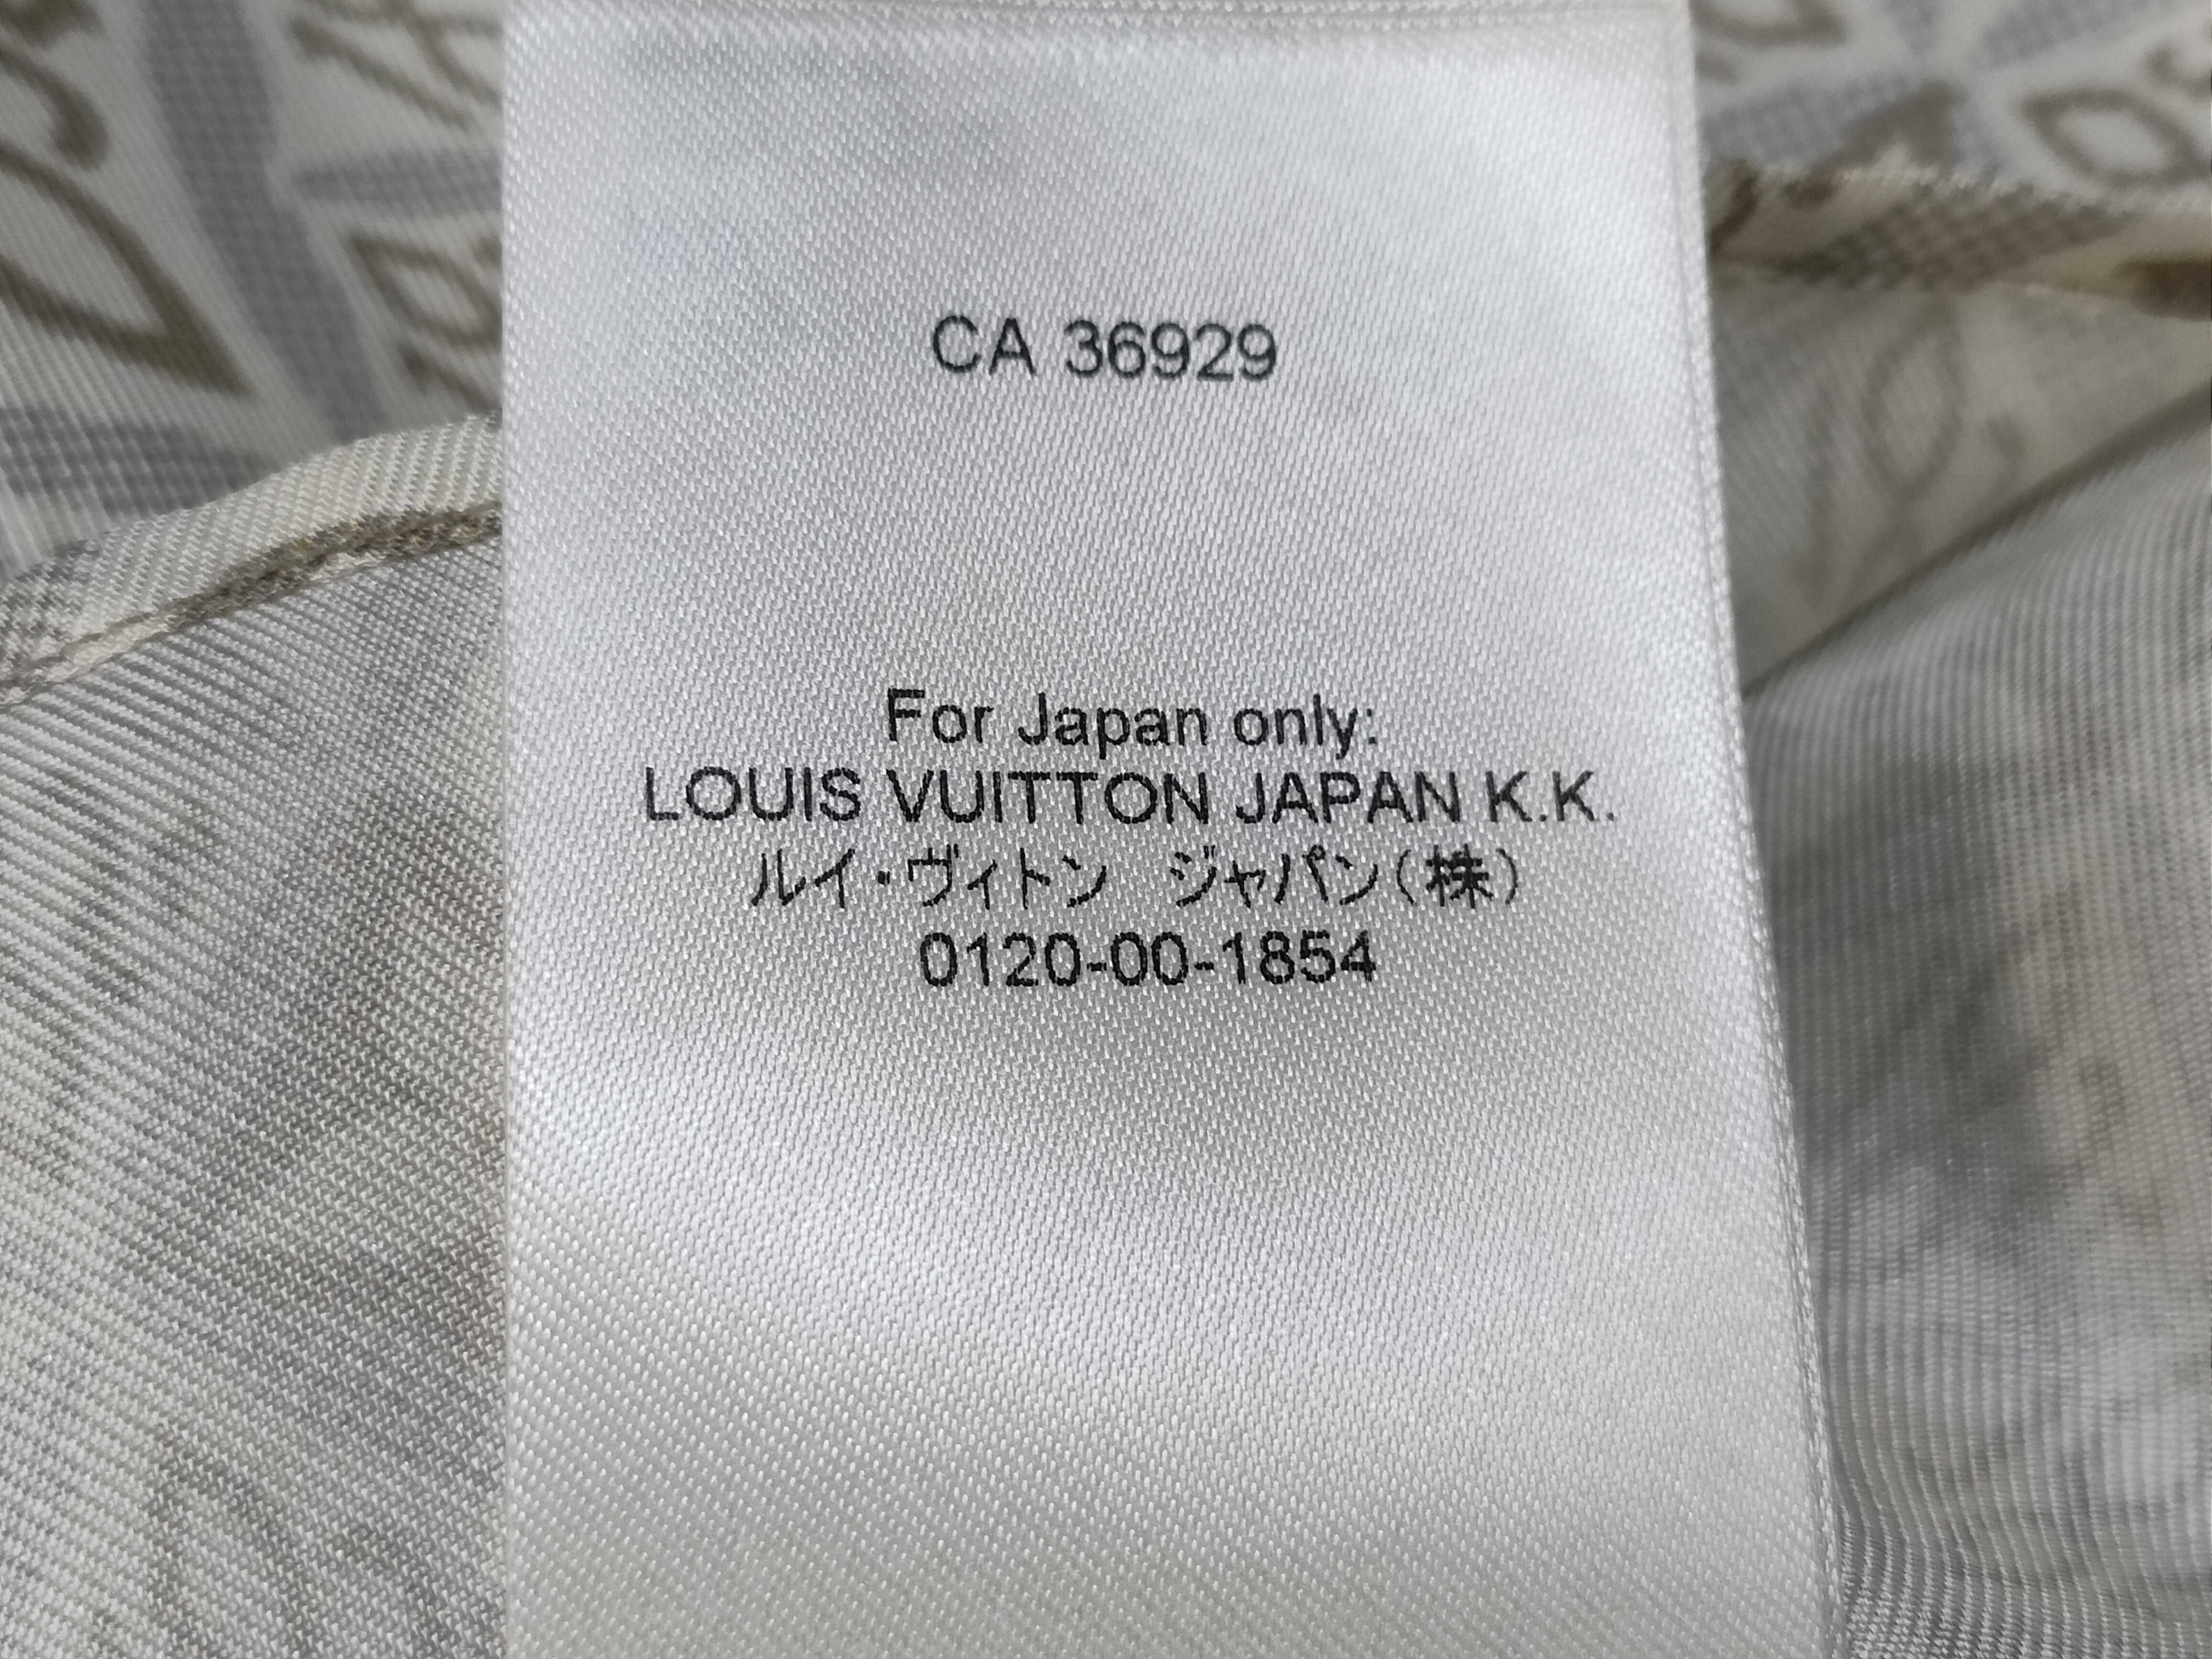 CA 36929
For Japan only:
LOUIS VUITTON JAPAN K.K.
ルイ・ヴィトン　ジャパン(株)
0120-00-1854